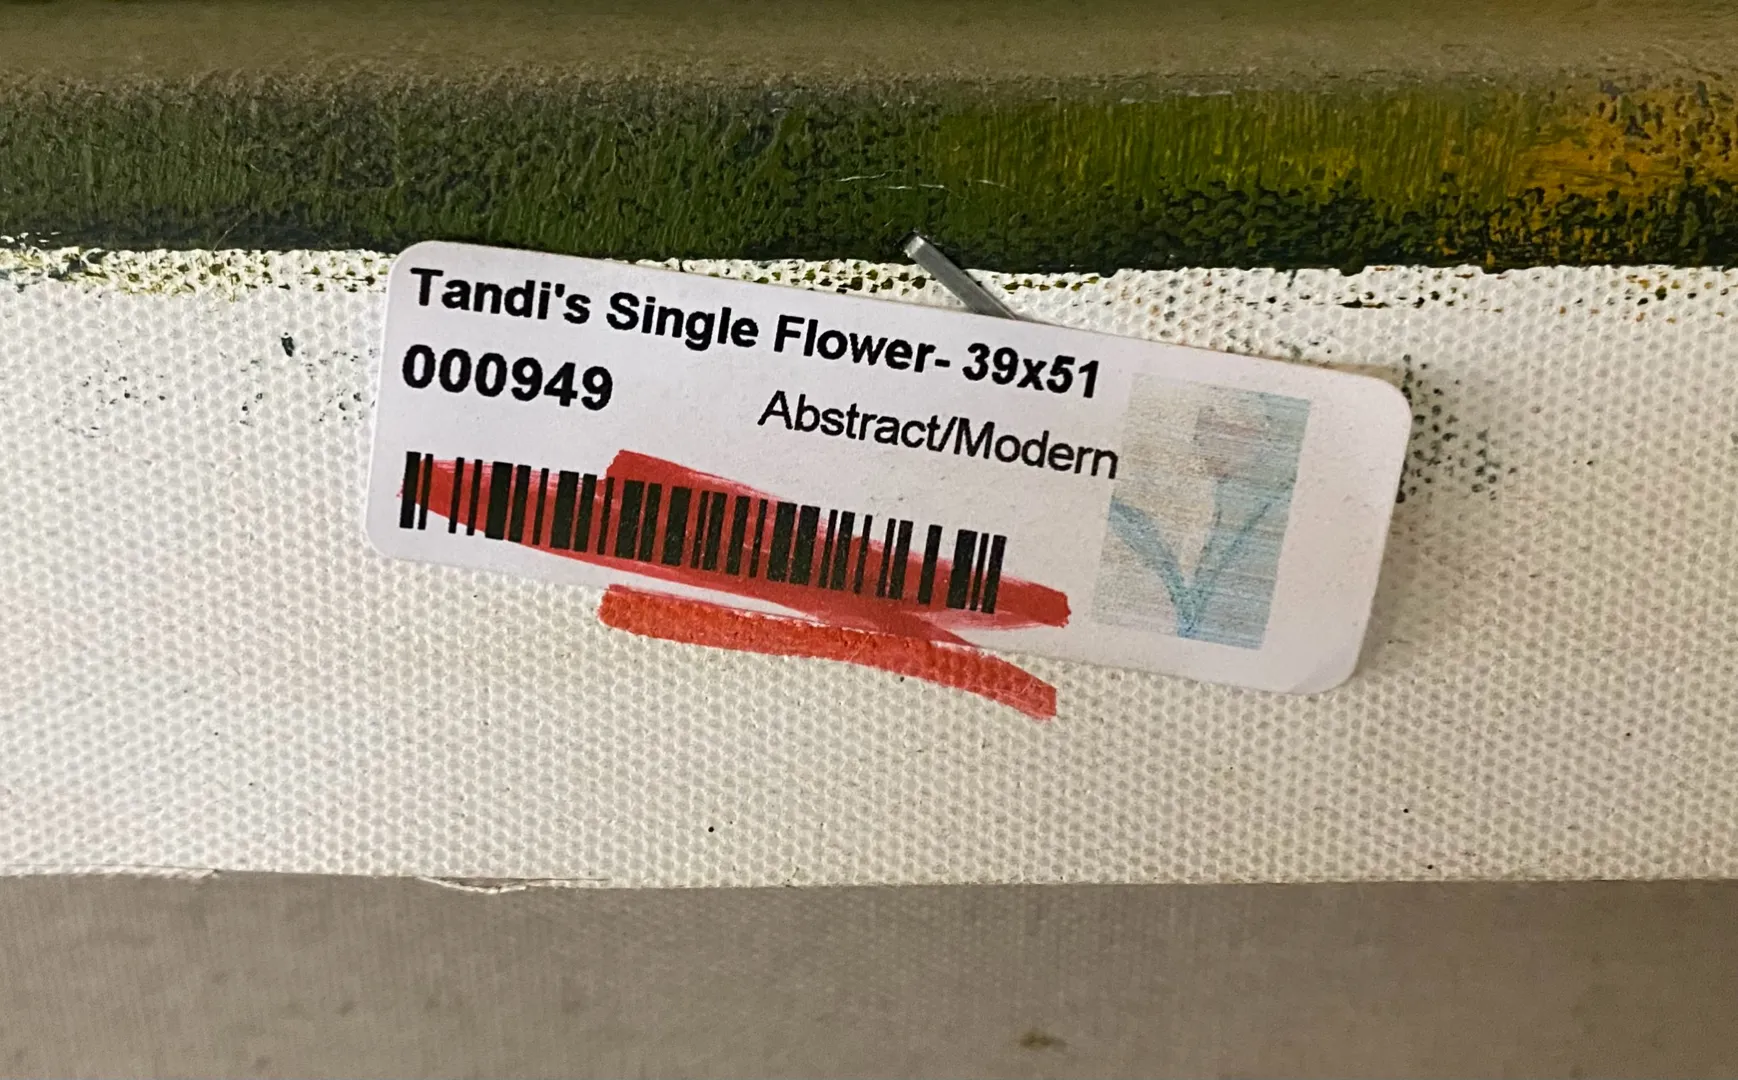 Tandi's Single Flower- 39x51
000949
Abstract/Modern